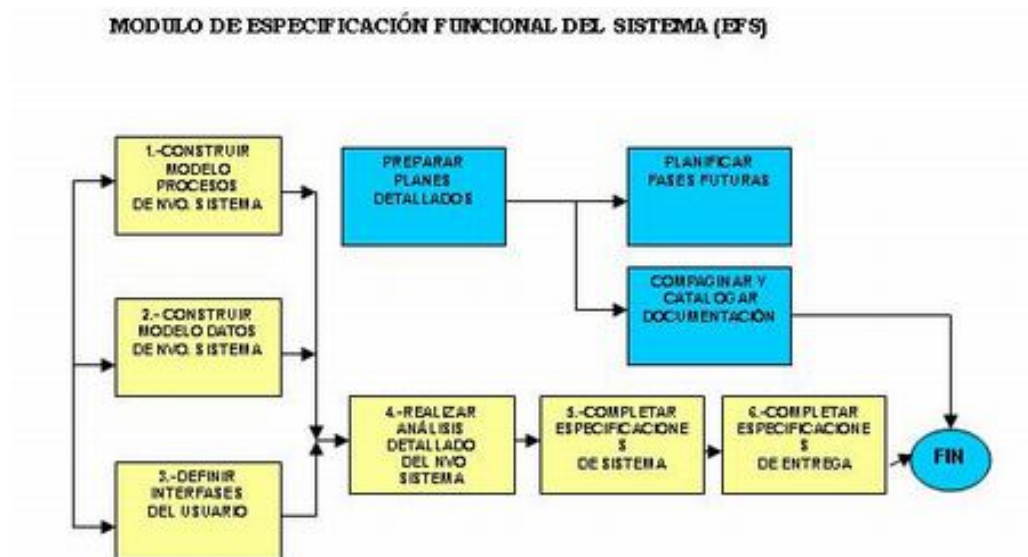 MODULO DE ESPECIFICACIÓN FUNCIONAL DEL SISTEMA (EFS)
1.-CONSTRUIR
MODELO
PROCESOS
DE NVO. SISTEMA
PREPARAR
PLANES
DETALLADOS
PLANIFICAR
FASES FUTURAS
COMPAGINAR Y
CATALOGAR
DOCUMENTACIÓN
2.- CONSTRUIR
MODELO DATOS
DE NVO. SISTEMA
3.-DEFINIR
INTERFASES
DEL USUARIO
4.-REALIZAR
ANÁLISIS
DETALLADO
DEL NVO
SISTEMA
5.-COMPLETAR
ESPECIFICACIONE
S
DE SISTEMA
6.-COMPLETAR
ESPECIFICACIONE
S
DE ENTREGA
FIN